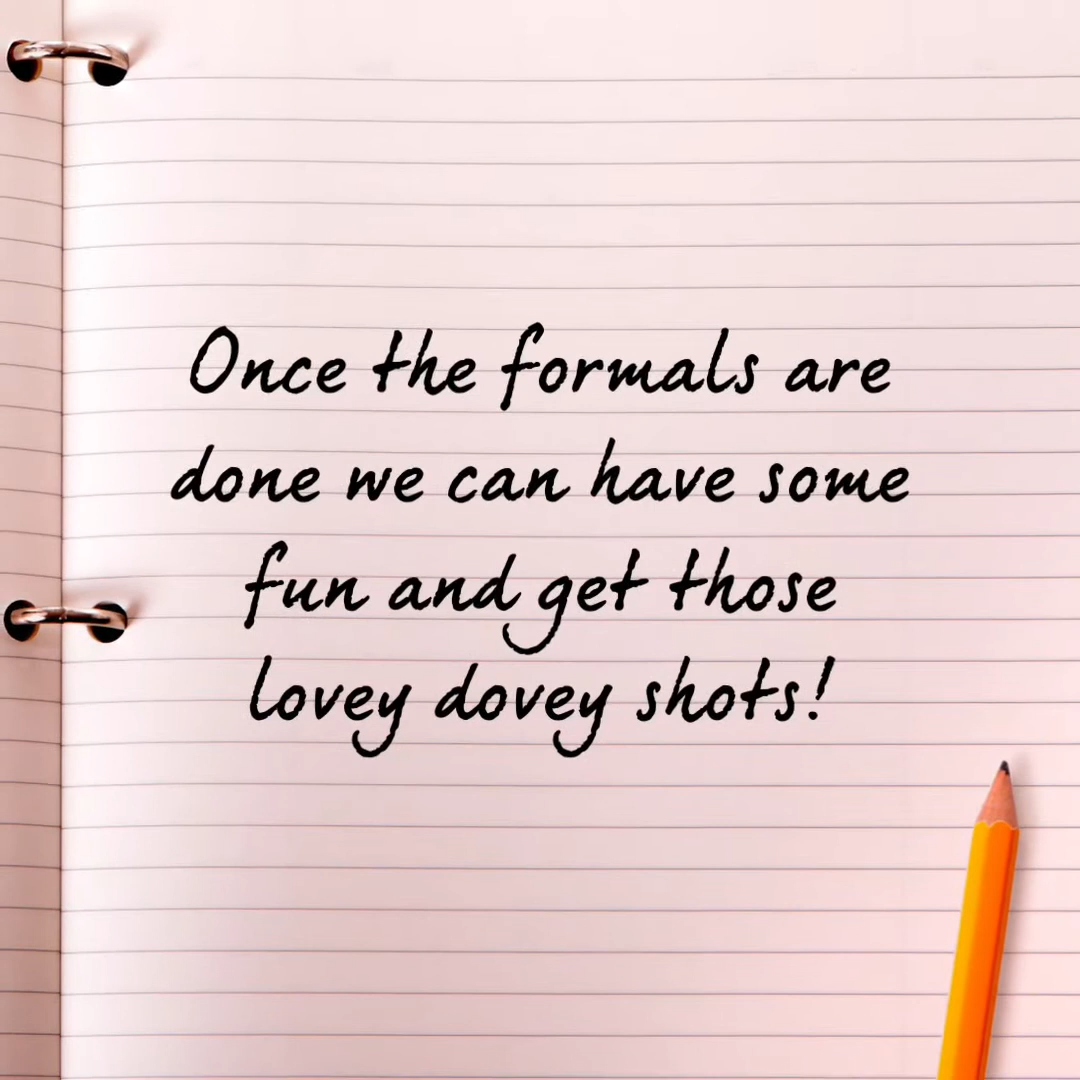 Once the formals are
done we can have some
fun and get those
lovey dovey shots!